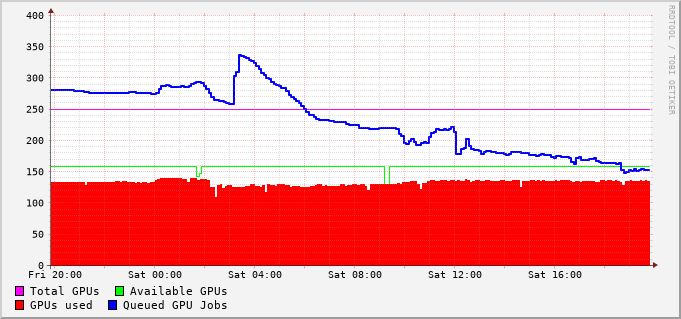 RRDTOOL / TOBI OETIKER
400
350
300
250
200
150
100
50
0
Fri 20:00 Sat 00:00 Sat 04:00 Sat 08:00 Sat 12:00 Sat 16:00
Total GPUs Available GPUs
GPUs used Queued GPU Jobs